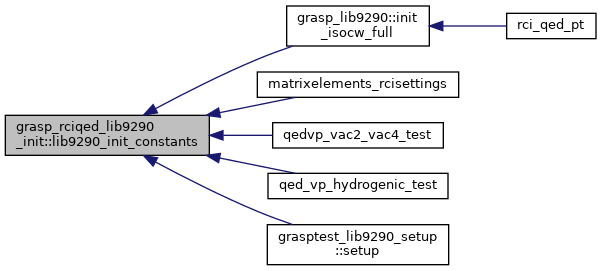 grasp_lib9290::init
_isocw_full
rci_qed_pt
matrixelements_rcisettings
grasp_rciqed_lib9290
_init::lib9290_init_constants
qedvp_vac2_vac4_test
qed_vp_hydrogenic_test
grasptest_lib9290_setup
::setup